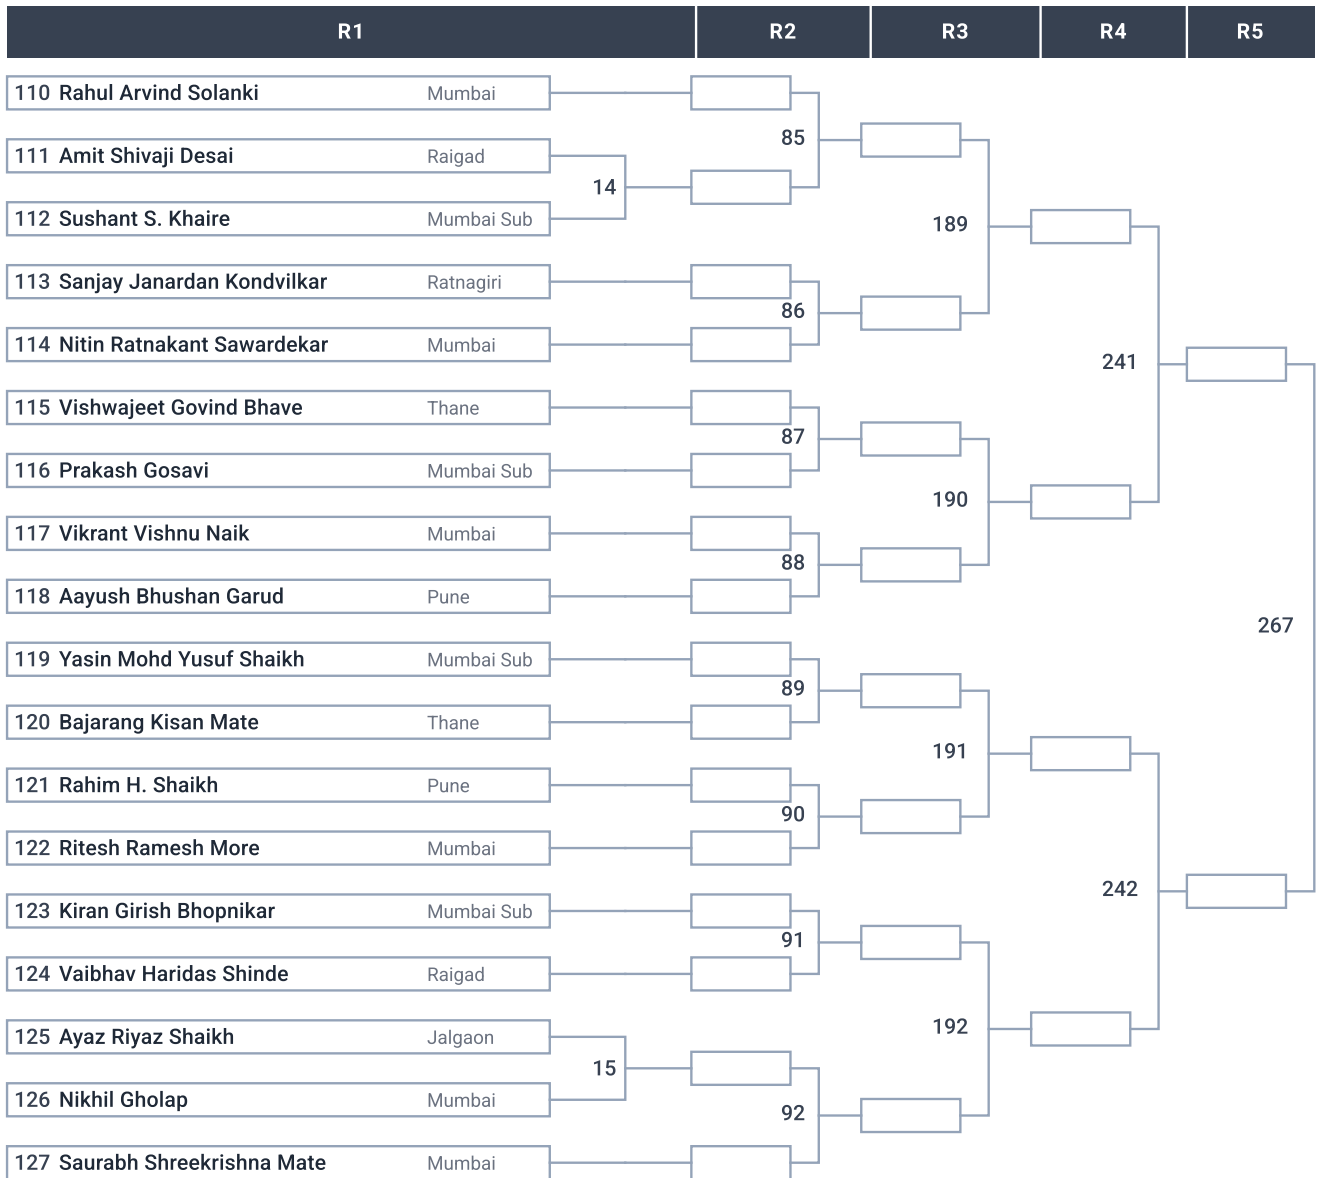 R1 R2 R3 R4 R5
110 Rahul Arvind Solanki Mumbai
85
111 Amit Shivaji Desai Raigad
14
112 Sushant S. Khaire Mumbai Sub
189
113 Sanjay Janardan Kondvilkar Ratnagiri
86
114 Nitin Ratnakant Sawardekar Mumbai
241
115 Vishwajeet Govind Bhave Thane
87
116 Prakash Gosavi Mumbai Sub
190
117 Vikrant Vishnu Naik Mumbai
88
118 Aayush Bhushan Garud Pune
267
119 Yasin Mohd Yusuf Shaikh Mumbai Sub
89
120 Bajarang Kisan Mate Thane
191
121 Rahim H. Shaikh Pune
90
122 Ritesh Ramesh More Mumbai
242
123 Kiran Girish Bhopnikar Mumbai Sub
91
124 Vaibhav Haridas Shinde Raigad
192
125 Ayaz Riyaz Shaikh Jalgaon
15
126 Nikhil Gholap Mumbai
92
127 Saurabh Shreekrishna Mate Mumbai